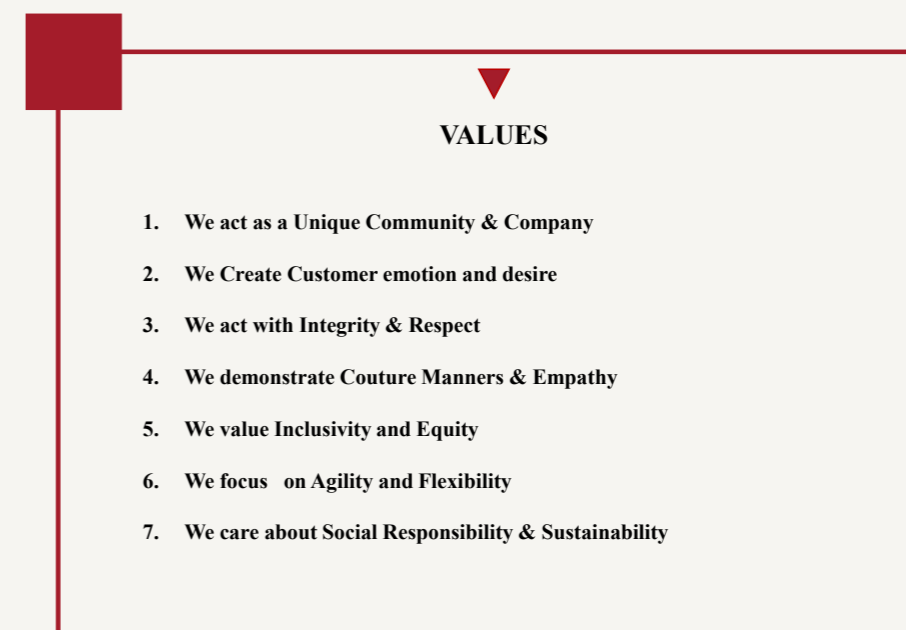 VALUES
1. We act as a Unique Community & Company
2. We Create Customer emotion and desire
3. We act with Integrity & Respect
4. We demonstrate Couture Manners & Empathy
5. We value Inclusivity and Equity
6. We focus   on Agility and Flexibility
7. We care about Social Responsibility & Sustainability